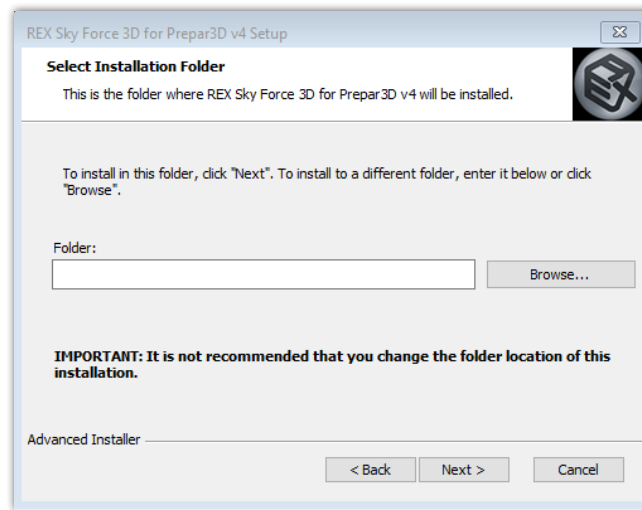 REX Sky Force 3D for Prepar3D v4 Setup
Select Installation Folder
This is the folder where REX Sky Force 3D for Prepar3D v4 will be installed.
REX
To install in this folder, click "Next". To install to a different folder, enter it below or click
"Browse".
Folder:
Browse...
IMPORTANT: It is not recommended that you change the folder location of this
installation.
Advanced Installer
< Back
Next >
Cancel